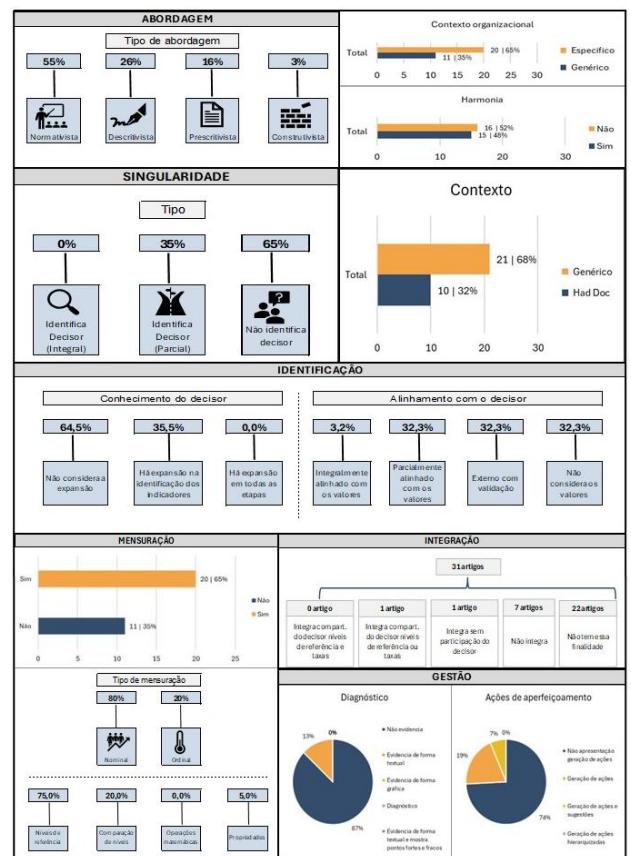 ABORDAGEM
Tipo de abordagem
55%
26%
16%
3%
Normativista
Descritivista
Prescritivista
Construtivista
Contexto organizacional
Total
20 | 65%
11 | 35%
Específico
Genérico
0 5 10 15 20 25 30
Harmonia
Total
16 | 52%
15 | 48%
Não
Sim
0 10 20 30
SINGULARIDADE
Tipo
0%
35%
65%
Identifica
Decisor
(Integral)
Identifica
Decisor
(Parcial)
Não identifica
decisor
Contexto
Total
21 | 68%
10 | 32%
Genérico
Had Doc
0 10 20 30
IDENTIFICAÇÃO
Conhecimento do decisor
64,5%
35,5%
0,0%
Não considera a
expansão
Há expansão na
identificação dos
indicadores
Há expansão
em todas as
etapas
Alinhamento com o decisor
3,2%
32,3%
32,3%
32,3%
Integralmente
alinhado com
os valores
Parcialmente
alinhado
com os
valores
Externo com
validação
Não
considera os
valores
MENSURAÇÃO
Sim
20 | 65%
Não
11 | 35%
Não
Sim
0 5 10 15 20 25
Tipo de mensuração
80%
20%
Nominal
Ordinal
75,0%
20,0%
0,0%
5,0%
Níveis de
referência
Comparação
de níveis
Operações
matemáticas
Propriedades
INTEGRAÇÃO
31 artigos
0 artigo
1 artigo
1 artigo
7 artigos
22 artigos
Integra com part.
do decisor níveis
de referência e
taxas
Integra com part.
do decisor níveis
de referência ou
taxas
Integra sem
participação do
decisor
Não integra
Não tem essa
finalidade
GESTÃO
Diagnóstico
13%
0%
87%
Não evidencia
Evidencia de forma
textual
Evidencia de forma
gráfica
Diagnóstico
Evidencia de forma
textual e mostra
pontos fortes e fracos
Ações de aperfeiçoamento
7%
0%
19%
74%
Não apresentação
geração de ações
Geração de ações
Geração de ações e
sugestões
Geração de ações
hierarquizadas